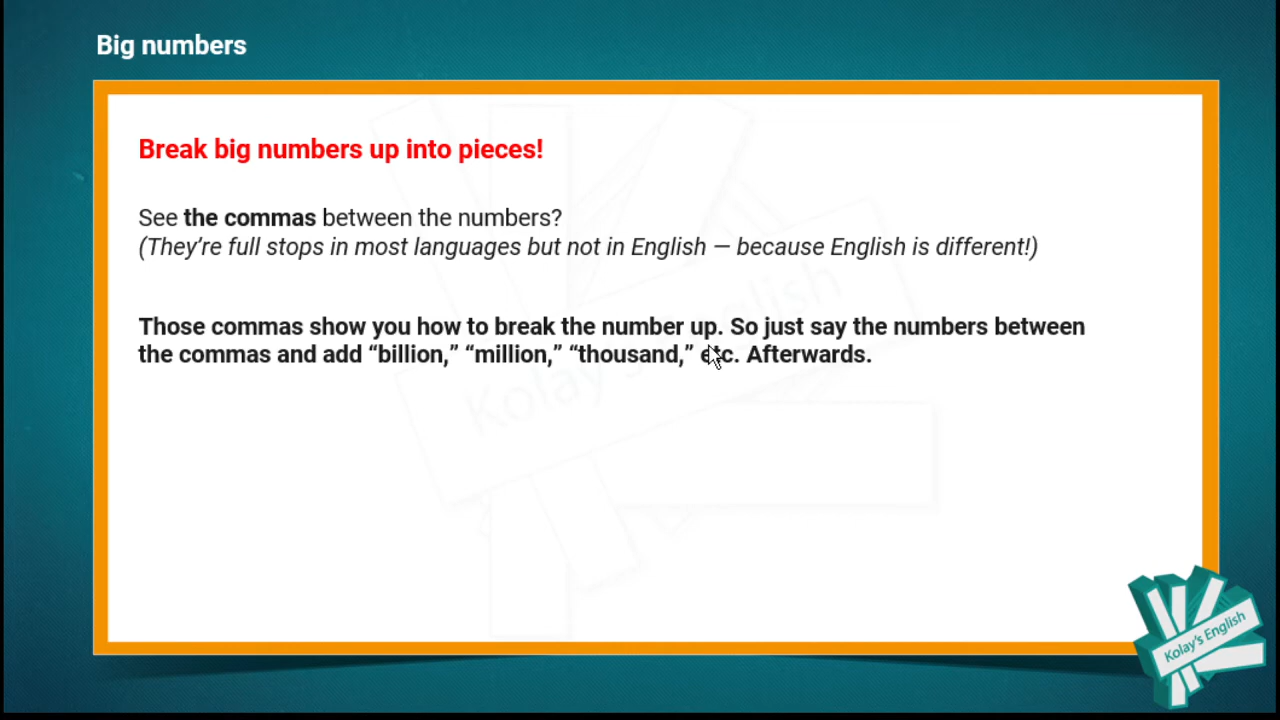 Big numbers
Break big numbers up into pieces!
See the commas between the numbers?
(They’re full stops in most languages but not in English — because English is different!)
Those commas show you how to break the number up. So just say the numbers between
the commas and add “billion,” “million,” “thousand,” etc. Afterwards.
Kolay's English
Kolay's English